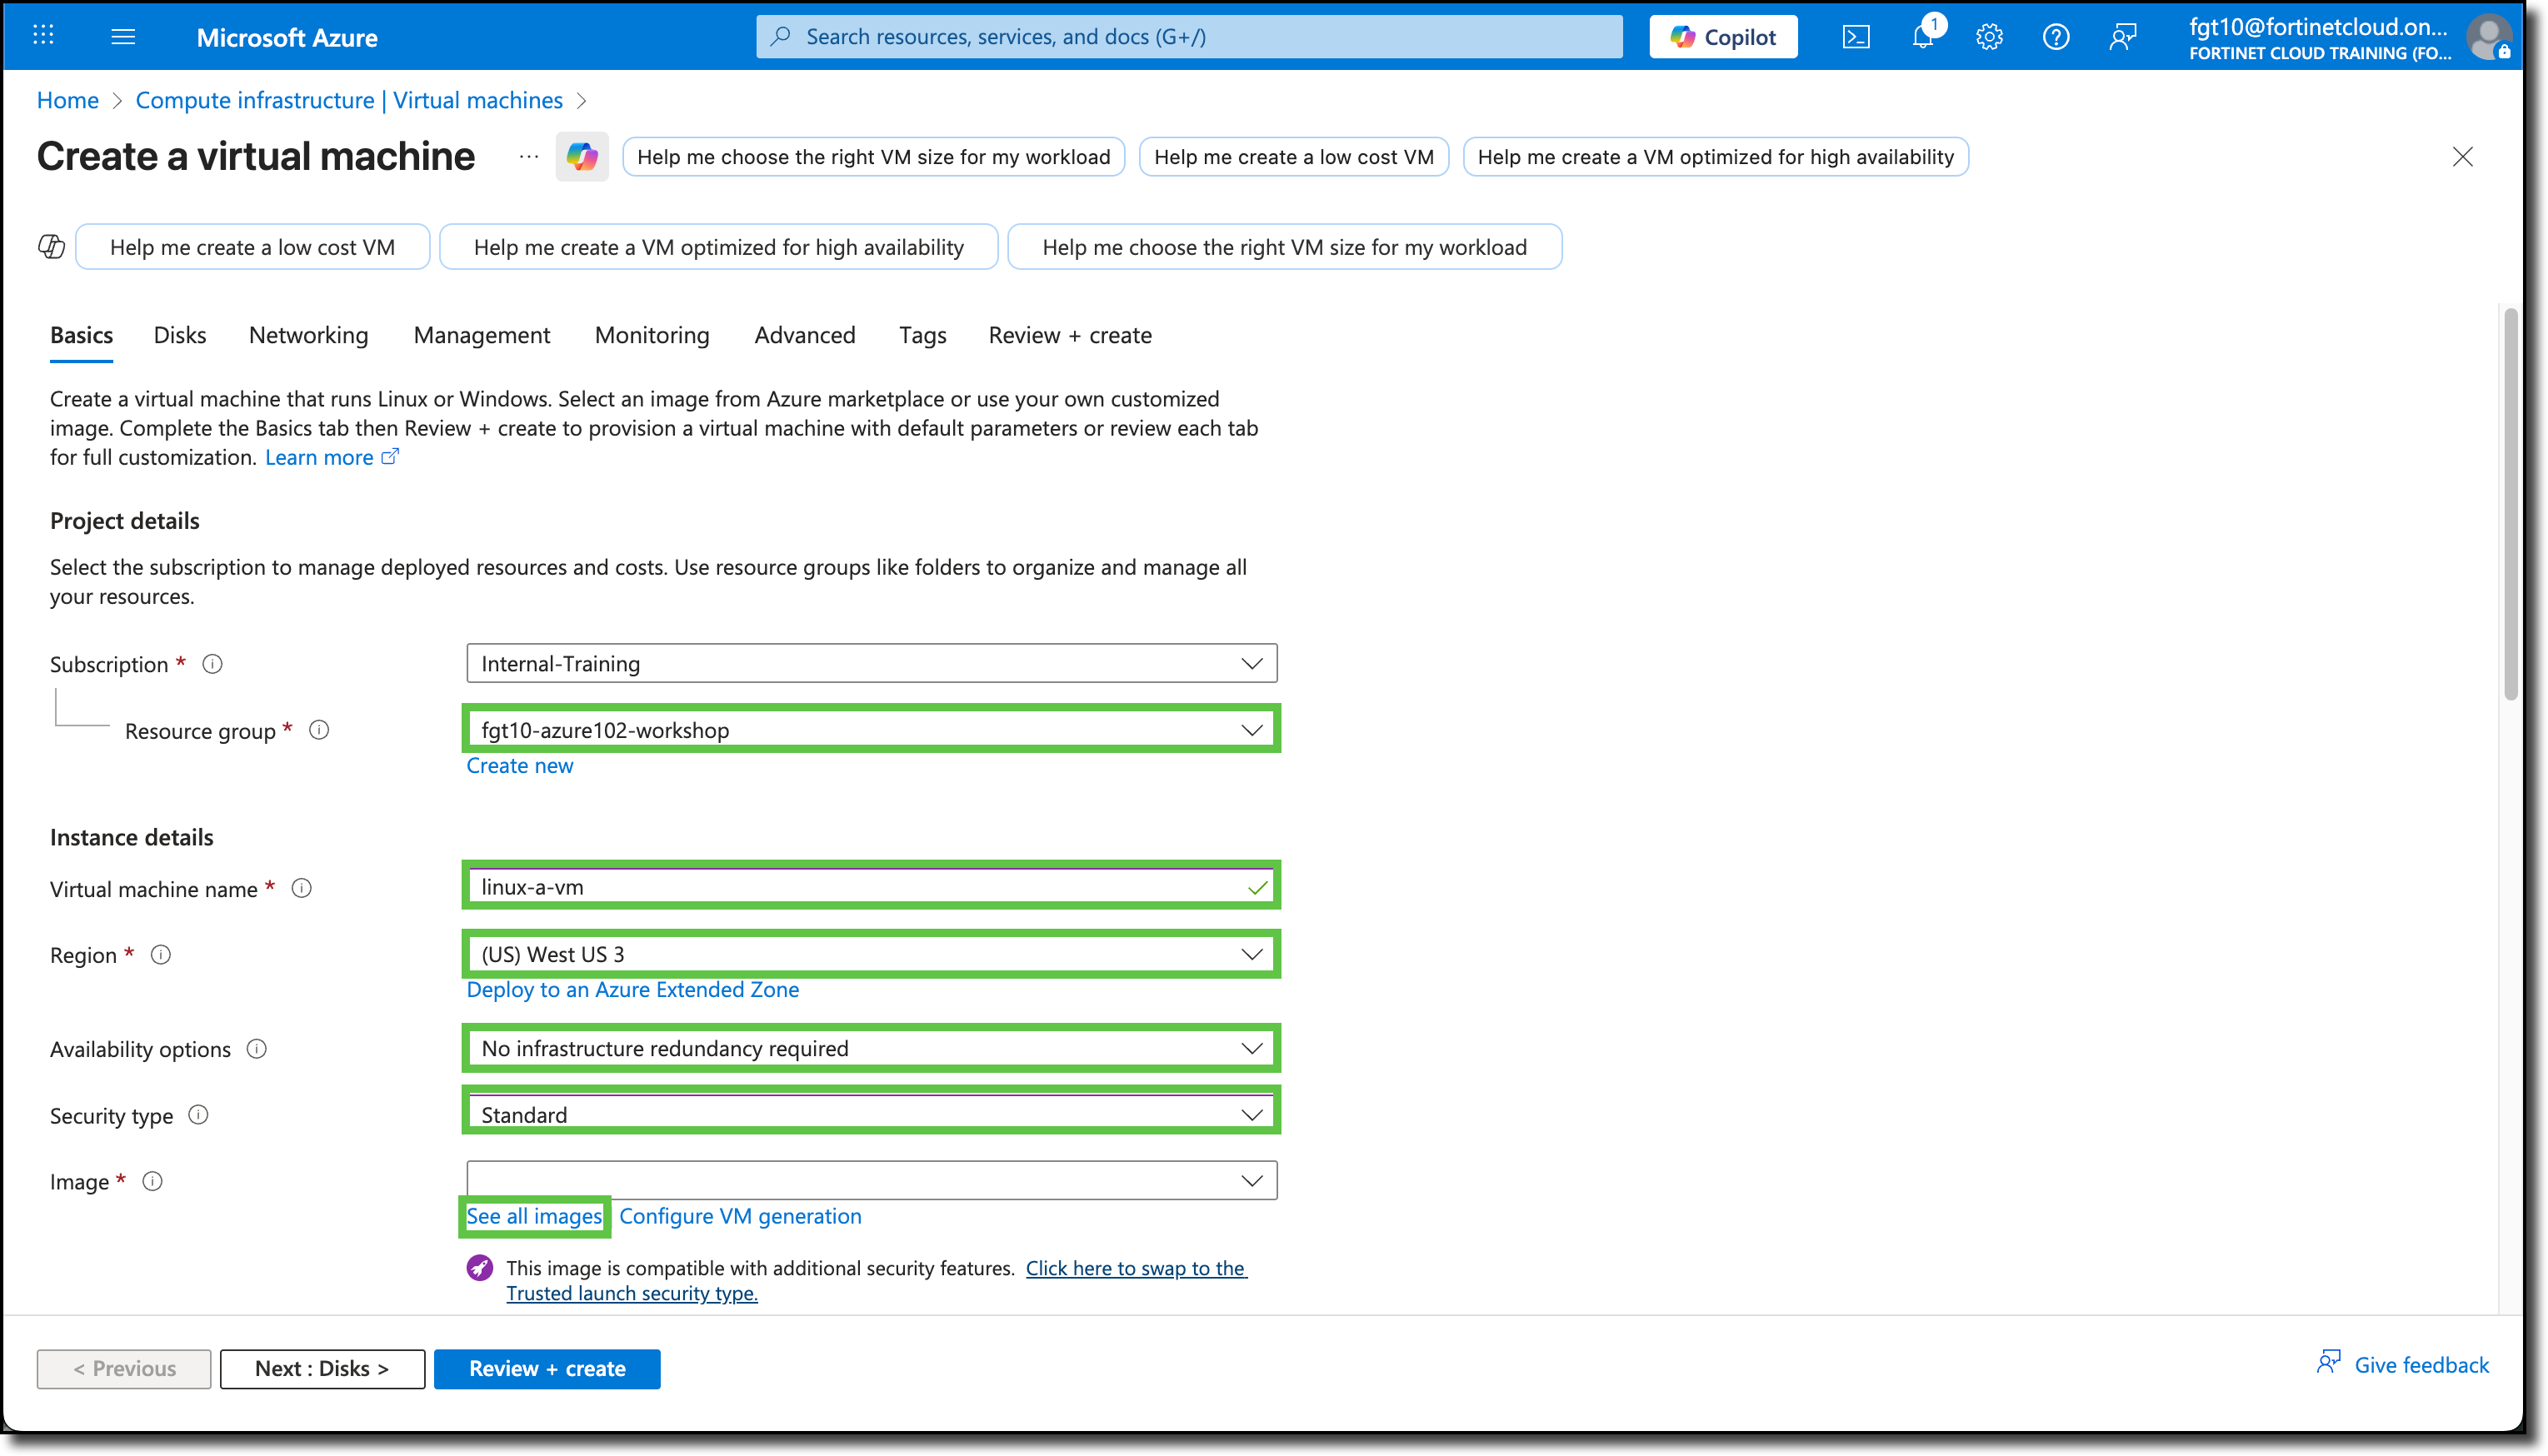 Microsoft Azure
Search resources, services, and docs (G+/)
Copilot
1
fgt10@fortinetcloud.on...
FORTINET CLOUD TRAINING (FO...
Home > Compute infrastructure | Virtual machines >
Create a virtual machine
...
Help me choose the right VM size for my workload
Help me create a low cost VM
Help me create a VM optimized for high availability
Help me create a low cost VM
Help me create a VM optimized for high availability
Help me choose the right VM size for my workload
Basics
Disks
Networking
Management
Monitoring
Advanced
Tags
Review + create
Create a virtual machine that runs Linux or Windows. Select an image from Azure marketplace or use your own customized
image. Complete the Basics tab then Review + create to provision a virtual machine with default parameters or review each tab
for full customization. Learn more
Project details
Select the subscription to manage deployed resources and costs. Use resource groups like folders to organize and manage all
your resources.
Subscription *
Internal-Training
Resource group *
fgt10-azure102-workshop
Create new
Instance details
Virtual machine name *
linux-a-vm
Region *
(US) West US 3
Deploy to an Azure Extended Zone
Availability options
No infrastructure redundancy required
Security type
Standard
Image *
See all images
Configure VM generation
This image is compatible with additional security features. Click here to swap to the
Trusted launch security type.
< Previous
Next : Disks >
Review + create
Give feedback